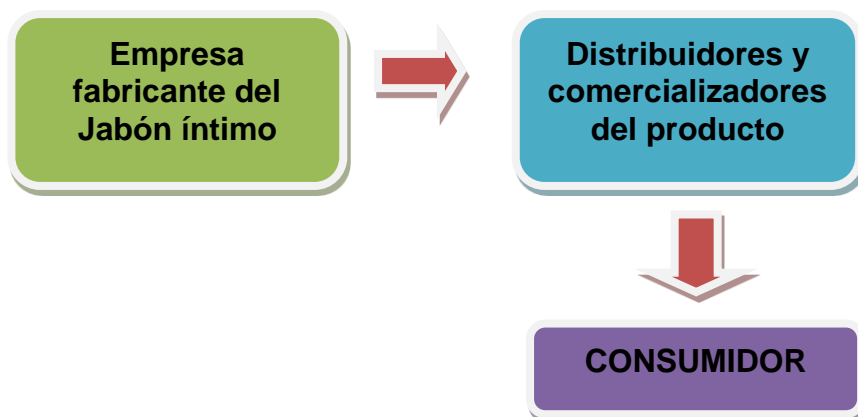 Empresa
fabricante del
Jabón íntimo
Distribuidores y
comercializadores
del producto
CONSUMIDOR